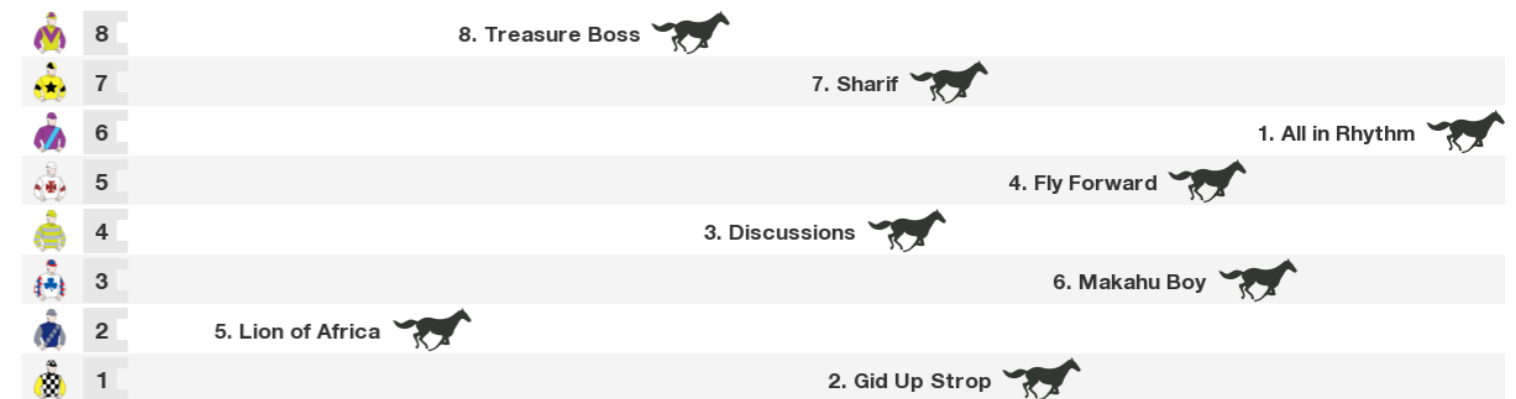 8 8. Treasure Boss
7 7. Sharif
6 1. All in Rhythm
5 4. Fly Forward
4 3. Discussions
3 6. Makahu Boy
2 5. Lion of Africa
1 2. Gid Up Strop